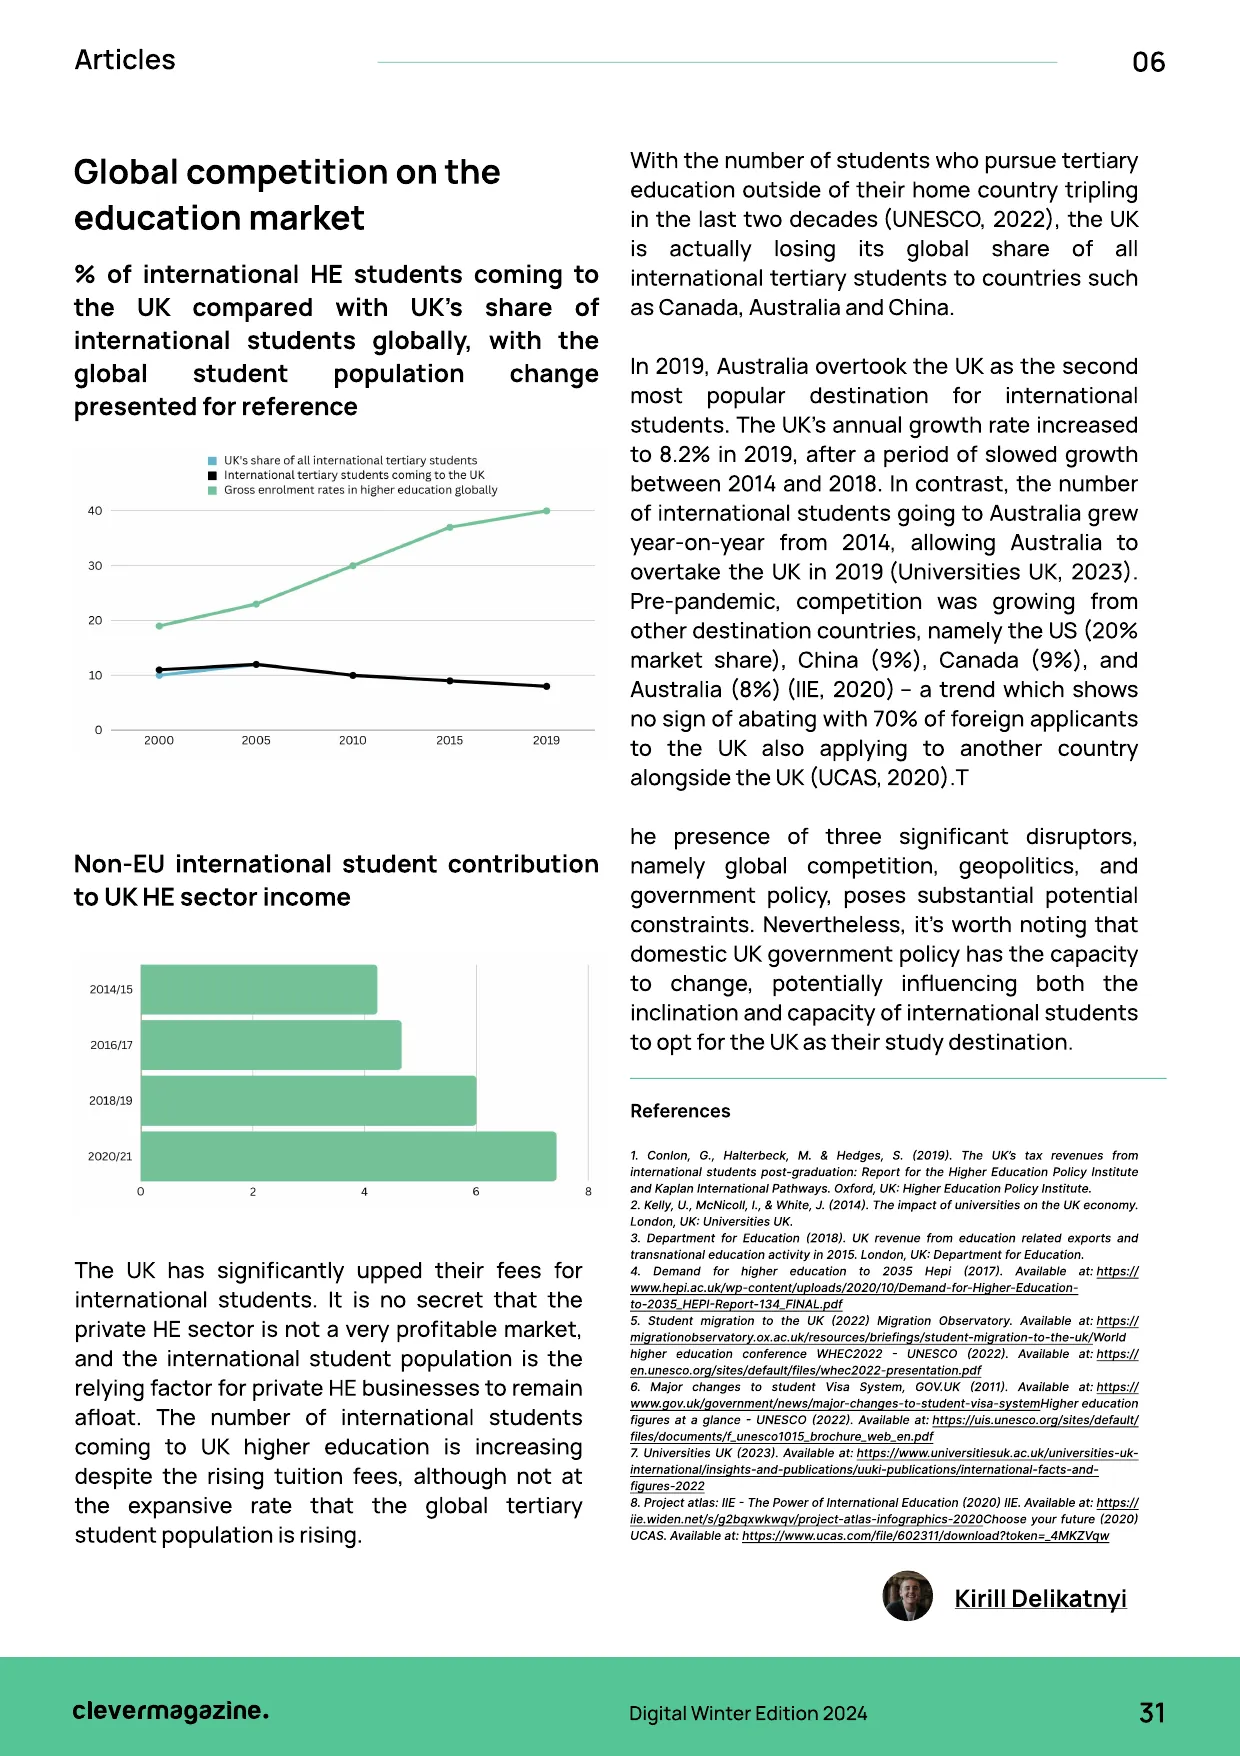 Articles
06
Global competition on the
education market
% of international HE students coming to
the UK compared with UK's share of
international students globally, with the
global student population change
presented for reference
UK's share of all international tertiary students
International tertiary students coming to the UK
Gross enrolment rates in higher education globally
40
30
20
10
0
2000 2005 2010 2015 2019
Non-EU international student contribution
to UK HE sector income
2014/15
2016/17
2018/19
2020/21
0 2 4 6 8
The UK has significantly upped their fees for
international students. It is no secret that the
private HE sector is not a very profitable market,
and the international student population is the
relying factor for private HE businesses to remain
afloat. The number of international students
coming to UK higher education is increasing
despite the rising tuition fees, although not at
the expansive rate that the global tertiary
student population is rising.
With the number of students who pursue tertiary
education outside of their home country tripling
in the last two decades (UNESCO, 2022), the UK
is actually losing its global share of all
international tertiary students to countries such
as Canada, Australia and China.
In 2019, Australia overtook the UK as the second
most popular destination for international
students. The UK's annual growth rate increased
to 8.2% in 2019, after a period of slowed growth
between 2014 and 2018. In contrast, the number
of international students going to Australia grew
year-on-year from 2014, allowing Australia to
overtake the UK in 2019 (Universities UK, 2023).
Pre-pandemic, competition was growing from
other destination countries, namely the US (20%
market share), China (9%), Canada (9%), and
Australia (8%) (IIE, 2020) – a trend which shows
no sign of abating with 70% of foreign applicants
to the UK also applying to another country
alongside the UK (UCAS, 2020).T
he presence of three significant disruptors,
namely global competition, geopolitics, and
government policy, poses substantial potential
constraints. Nevertheless, it's worth noting that
domestic UK government policy has the capacity
to change, potentially influencing both the
inclination and capacity of international students
to opt for the UK as their study destination.
References
1. Conlon, G., Halterbeck, M. & Hedges, S. (2019). The UK's tax revenues from
international students post-graduation: Report for the Higher Education Policy Institute
and Kaplan International Pathways. Oxford, UK: Higher Education Policy Institute.
2. Kelly, U., McNicoll, I., & White, J. (2014). The impact of universities on the UK economy.
London, UK: Universities UK.
3. Department for Education (2018). UK revenue from education related exports and
transnational education activity in 2015. London, UK: Department for Education.
4. Demand for higher education to 2035 Hepi (2017). Available at: https://
www.hepi.ac.uk/wp-content/uploads/2020/10/Demand-for-Higher-Education-
to-2035_HEPI-Report-134_FINAL.pdf
5. Student migration to the UK (2022) Migration Observatory. Available at: https://
migrationobservatory.ox.ac.uk/resources/briefings/student-migration-to-the-uk/World
higher education conference WHEC2022 - UNESCO (2022). Available at: https://
en.unesco.org/sites/default/files/whec2022-presentation.pdf
6. Major changes to student Visa System, GOV.UK (2011). Available at: https://
www.gov.uk/government/news/major-changes-to-student-visa-systemHigher education
figures at a glance - UNESCO (2022). Available at: https://uis.unesco.org/sites/default/
files/documents/f_unesco1015_brochure_web_en.pdf
7. Universities UK (2023). Available at: https://www.universitiesuk.ac.uk/universities-uk-
international/insights-and-publications/uuki-publications/international-facts-and-
figures-2022
8. Project atlas: IIE - The Power of International Education (2020) IIE. Available at: https://
iie.widen.net/s/g2bqxwkwqv/project-atlas-infographics-2020Choose your future (2020)
UCAS. Available at: https://www.ucas.com/file/602311/download?token=_4MKZVqw
Kirill Delikatnyi
clevermagazine.
Digital Winter Edition 2024
31